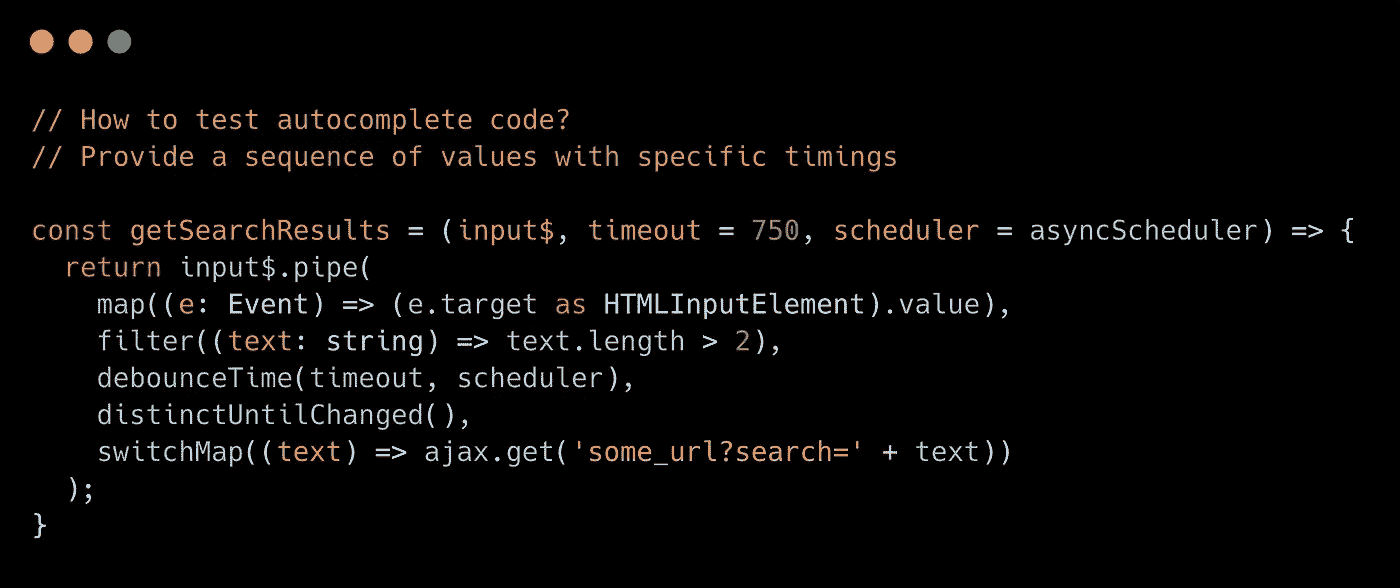 // How to test autocomplete code?
// Provide a sequence of values with specific timings
const getSearchResults = (input$, timeout = 750, scheduler = asyncScheduler) => {
return input$.pipe(
map((e: Event) => (e.target as HTMLInputElement).value),
filter((text: string) => text.length > 2),
debounceTime(timeout, scheduler),
distinctUntilChanged(),
switchMap((text) => ajax.get('some_url?search=' + text))
);
}